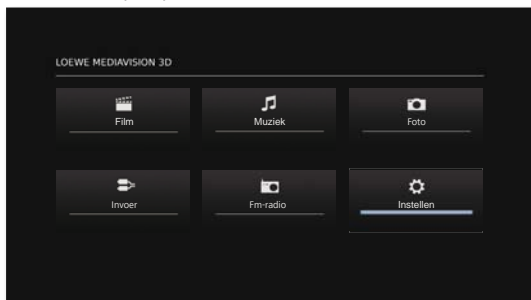 LOEWE MEDIAVISION 3D
Film
Muziek
Foto
Invoer
Fm-radio
Instellen